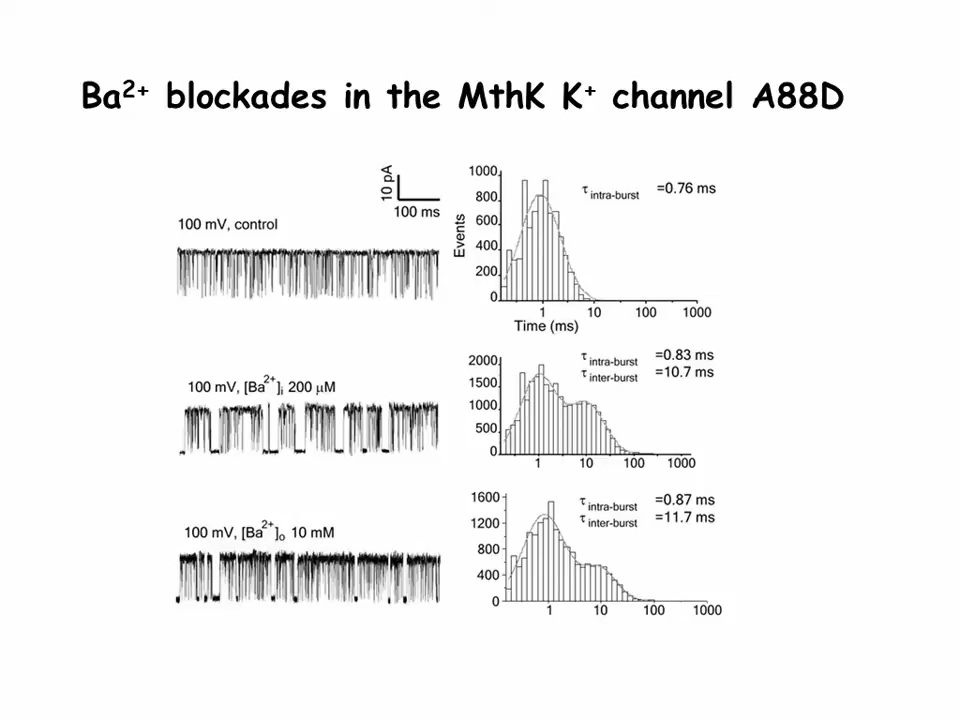 Ba²⁺ blockades in the MthK K⁺ channel A88D
10 pA
100 ms
100 mV, control
Events
1000
800
600
400
200
0
τ intra-burst =0.76 ms
1 10 100 1000
Time (ms)
100 mV, [Ba²⁺]i 200 μM
2000
1500
1000
500
0
τ intra-burst =0.83 ms
τ inter-burst =10.7 ms
1 10 100 1000
100 mV, [Ba²⁺]o 10 mM
1600
1200
800
400
0
τ intra-burst =0.87 ms
τ inter-burst =11.7 ms
1 10 100 1000